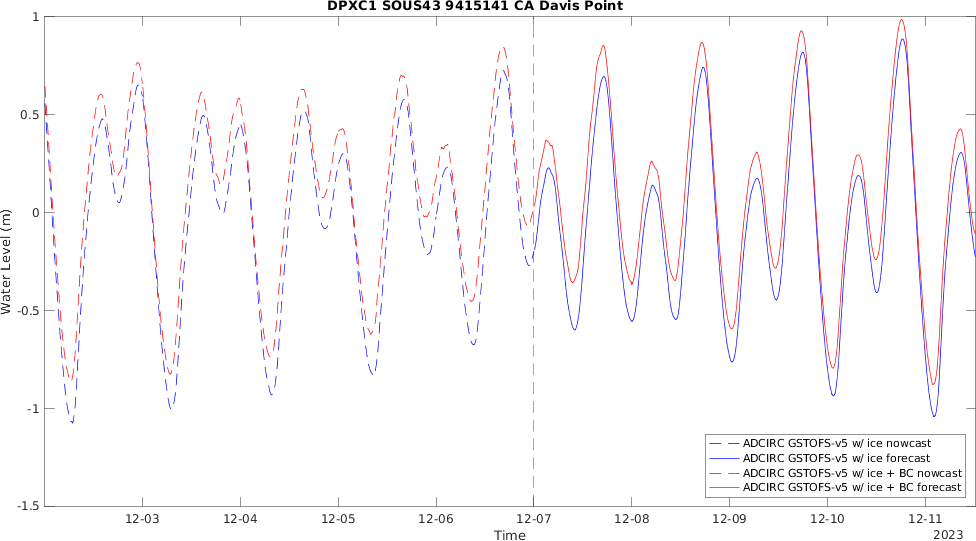 DPXC1 SOUS43 9415141 CA Davis Point
1
0.5
0
-0.5
-1
-1.5
Water Level (m)
12-03 12-04 12-05 12-06 12-07 12-08 12-09 12-10 12-11
Time
2023
ADCIRC GSTOFS-v5 w/ ice nowcast
ADCIRC GSTOFS-v5 w/ ice forecast
ADCIRC GSTOFS-v5 w/ ice + BC nowcast
ADCIRC GSTOFS-v5 w/ ice + BC forecast